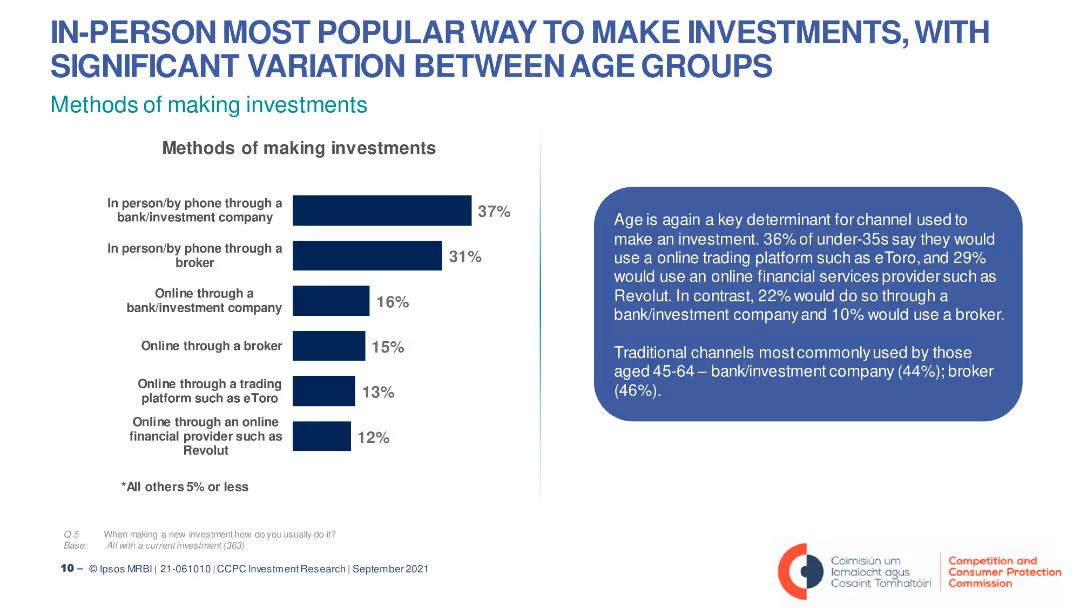 IN-PERSON MOST POPULAR WAY TO MAKE INVESTMENTS, WITH
SIGNIFICANT VARIATION BETWEEN AGE GROUPS
Methods of making investments
Methods of making investments
In person/by phone through a
bank/investment company
37%
In person/by phone through a
broker
31%
Online through a
bank/investment company
16%
Online through a broker
15%
Online through a trading
platform such as eToro
13%
Online through an online
financial provider such as
Revolut
12%
*All others 5% or less
Age is again a key determinant for channel used to
make an investment. 36% of under-35s say they would
use a online trading platform such as eToro, and 29%
would use an online financial services provider such as
Revolut. In contrast, 22% would do so through a
bank/investment company and 10% would use a broker.
Traditional channels most commonly used by those
aged 45-64 – bank/investment company (44%); broker
(46%).
Q.5 When making a new investment how do you usually do it?
Base: All with a current investment (363)
10 – © Ipsos MRBI | 21-061010 | CCPC Investment Research | September 2021
Coimisiún um
Iomaíocht agus
Cosaint Tomhaltóirí
Competition and
Consumer Protection
Commission